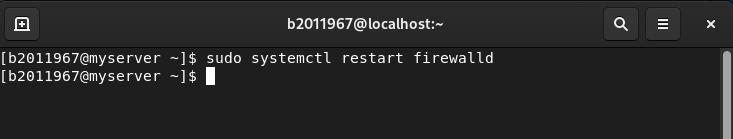 b2011967@localhost:~
[b2011967@myserver ~]$ sudo systemctl restart firewalld
[b2011967@myserver ~]$